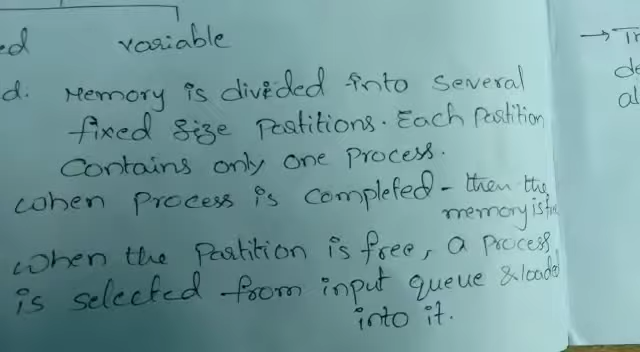 ed variable
d. Memory is divided into several
fixed size Partitions. Each Partition
Contains only one Process.
when Process is Completed - then the
memory is
when the Partition is free, a process
is selected from input queue & loaded
into it.
→
de
al